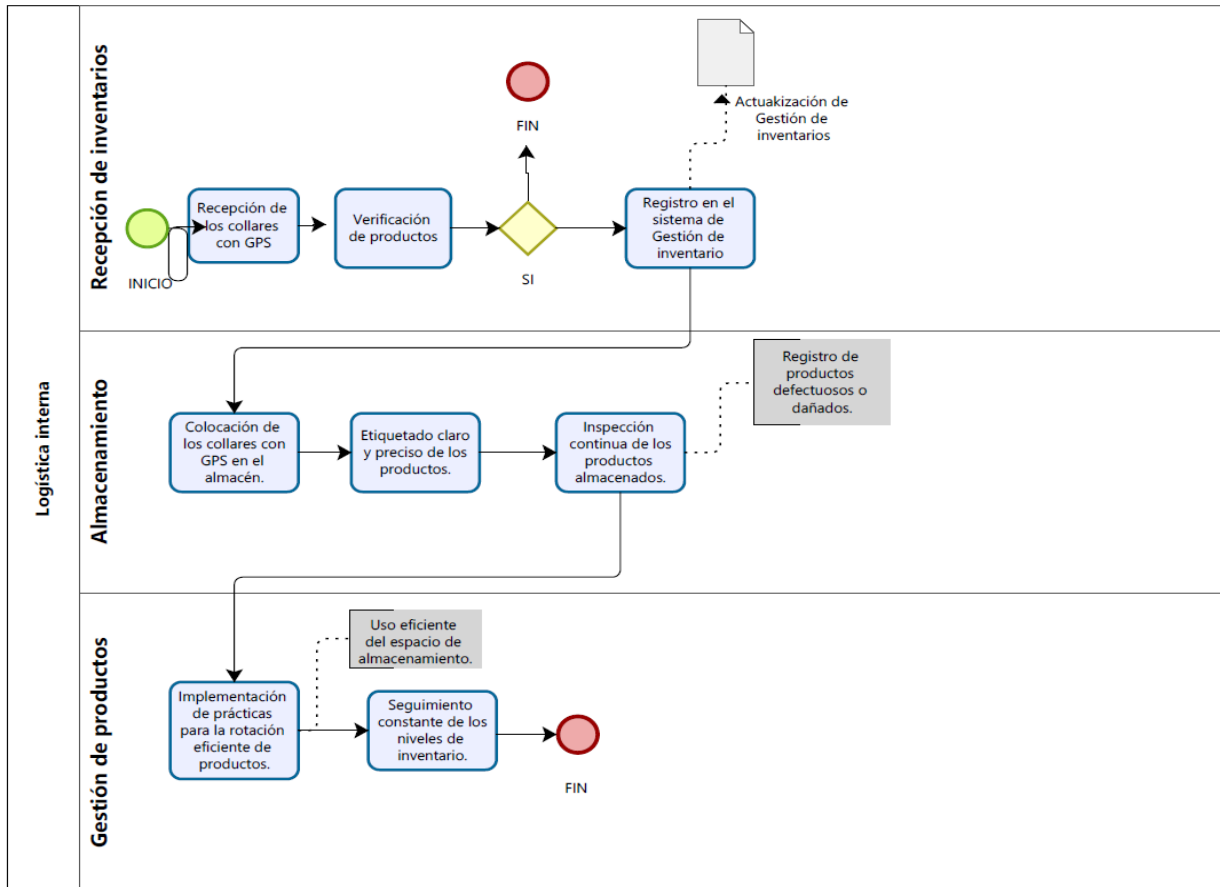 Logística interna
Recepción de inventarios
INICIO
Recepción de
los collares
con GPS
Verificación
de productos
FIN
SI
Registro en el
sistema de
Gestión de
inventario
Actuakización de
Gestión de
inventarios
Almacenamiento
Colocación de
los collares con
GPS en el
almacén.
Etiquetado claro
y preciso de los
productos.
Inspección
continua de los
productos
almacenados.
Registro de
productos
defectuosos o
dañados.
Gestión de productos
Implementación
de prácticas
para la rotación
eficiente de
productos.
Uso eficiente
del espacio de
almacenamiento.
Seguimiento
constante de los
niveles de
inventario.
FIN